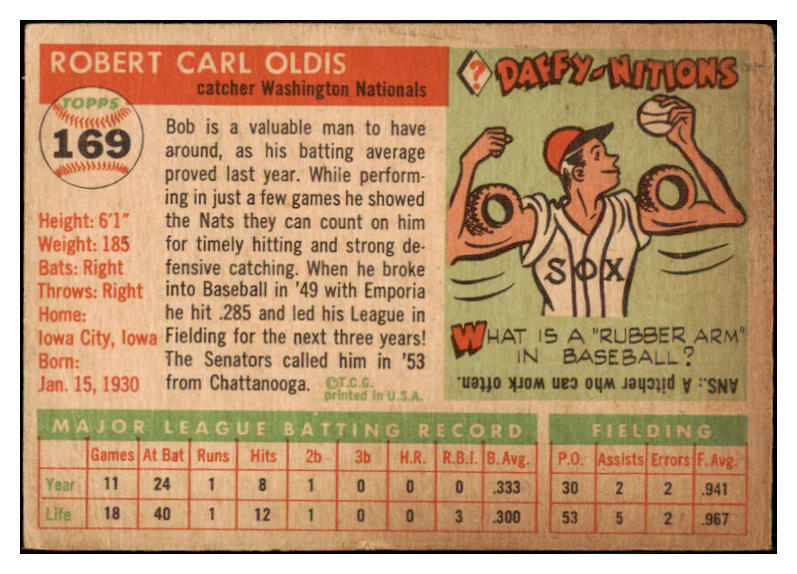 ROBERT CARL OLDIS
catcher Washington Nationals
TOPPS
169
Height: 6'1"
Weight: 185
Bats: Right
Throws: Right
Home:
Iowa City, Iowa
Born:
Jan. 15, 1930
Bob is a valuable man to have
around, as his batting average
proved last year. While perform-
ing in just a few games he showed
the Nats they can count on him
for timely hitting and strong de-
fensive catching. When he broke
into Baseball in '49 with Emporia
he hit .285 and led his League in
Fielding for the next three years!
The Senators called him in '53
from Chattanooga.
©T.C.G.
printed in U.S.A.
? DAFFY-NITIONS
SOX
WHAT IS A "RUBBER ARM"
IN BASEBALL?
ANS.: A pitcher who can work often.
MAJOR LEAGUE BATTING RECORD FIELDING
Games At Bat Runs Hits 2b 3b H.R. R.B.I. B. Avg. P.O. Assists Errors F. Avg.
Year 11 24 1 8 1 0 0 0 .333 30 2 2 .941
Life 18 40 1 12 1 0 0 3 .300 53 5 2 .967